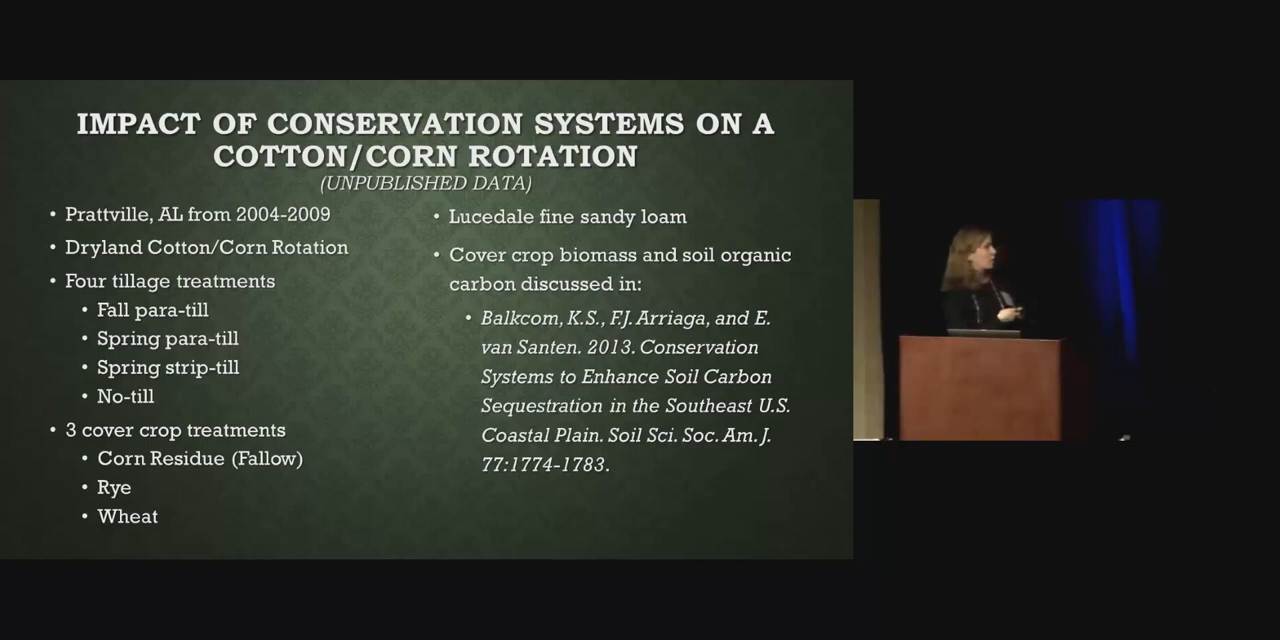 IMPACT OF CONSERVATION SYSTEMS ON A
COTTON/CORN ROTATION
(UNPUBLISHED DATA)
• Prattville, AL from 2004-2009
• Dryland Cotton/Corn Rotation
• Four tillage treatments
• Fall para-till
• Spring para-till
• Spring strip-till
• No-till
• 3 cover crop treatments
• Corn Residue (Fallow)
• Rye
• Wheat
• Lucedale fine sandy loam
• Cover crop biomass and soil organic
carbon discussed in:
• Balkcom, K.S., F.J. Arriaga, and E.
van Santen. 2013. Conservation
Systems to Enhance Soil Carbon
Sequestration in the Southeast U.S.
Coastal Plain. Soil Sci. Soc. Am. J.
77:1774-1783.